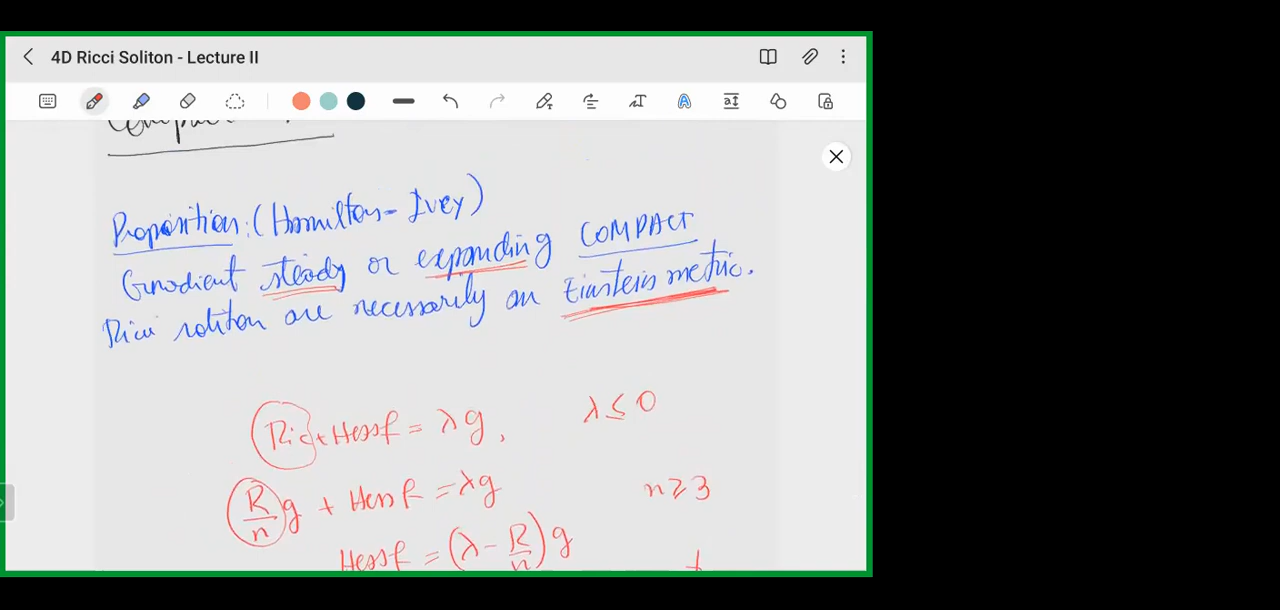 4D Ricci Soliton - Lecture II
Compact
Proposition: (Hamilton - Ivey)
Gradient steady or expanding COMPACT
Ricci soliton are necessarily an Einstein metric.
Ric + Hess f = λg, λ ≤ 0
R/n g + Hess f = λg n ≥ 3
Hess f = (λ - R/n) g